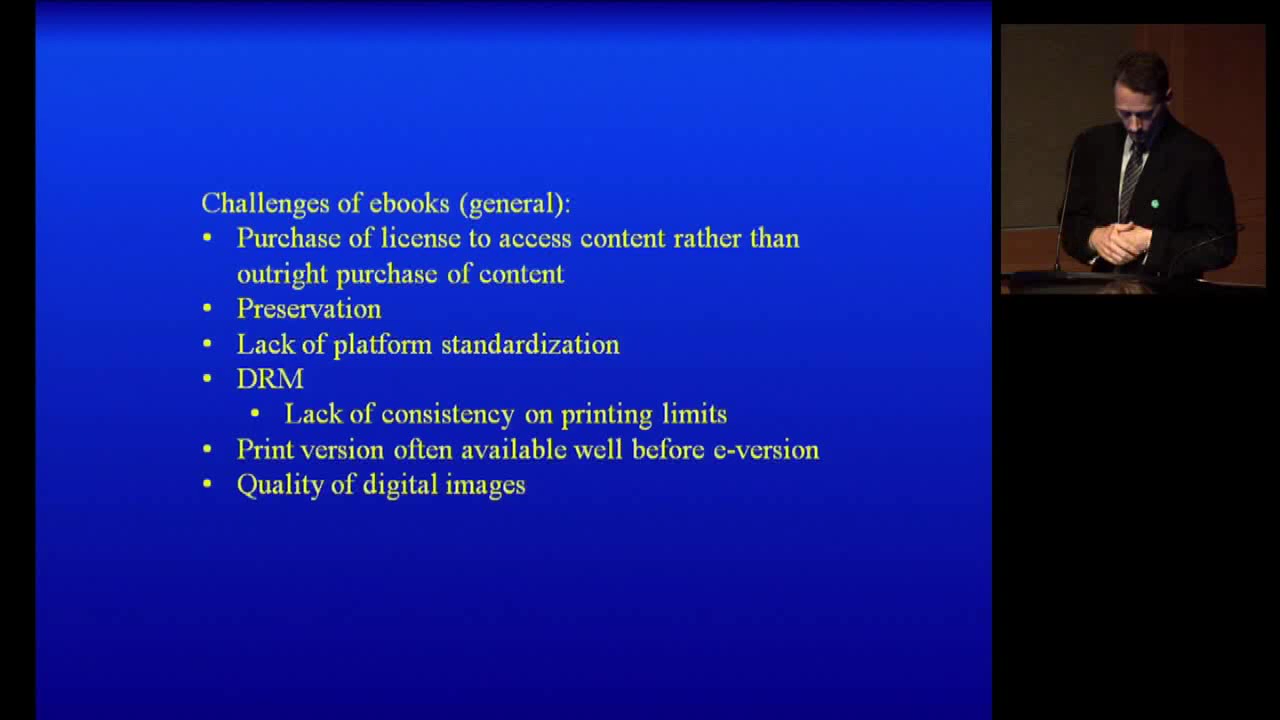 Challenges of ebooks (general):
• Purchase of license to access content rather than
outright purchase of content
• Preservation
• Lack of platform standardization
• DRM
• Lack of consistency on printing limits
• Print version often available well before e-version
• Quality of digital images